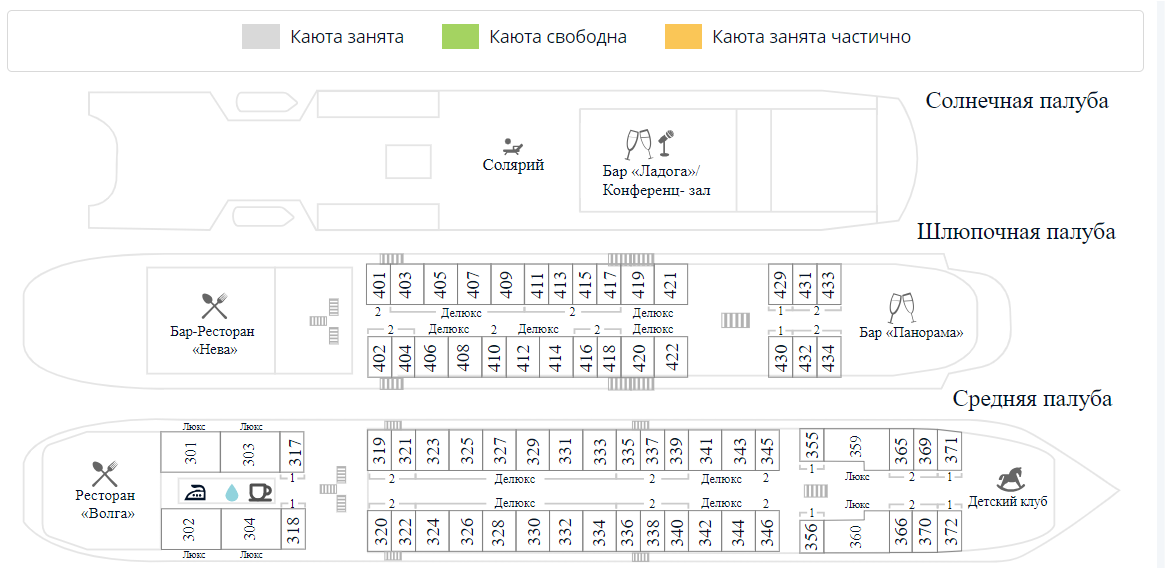 Каюта занята Каюта свободна Каюта занята частично
Солнечная палуба
Солярий
Бар «Ладога»/
Конференц- зал
Шлюпочная палуба
401 403 405 407 409 411 413 415 417 419 421 429 431 433
2 Делюкс 2 Делюкс 1 2
Бар-Ресторан
«Нева»
Бар «Панорама»
2 Делюкс 2 Делюкс 2 Делюкс 1 2
402 404 406 408 410 412 414 416 418 420 422 430 432 434
Средняя палуба
Люкс Люкс
301 303 317 319 321 323 325 327 329 331 333 335 337 339 341 343 345 355 359 365 369 371
1 2 Делюкс 2 Делюкс 2 1 Люкс 2 1
Ресторан
«Волга»
Детский клуб
1 2 Делюкс 2 Делюкс 2 1 Люкс 2 1
302 304 318 320 322 324 326 328 330 332 334 336 338 340 342 344 346 356 360 366 370 372
Люкс Люкс